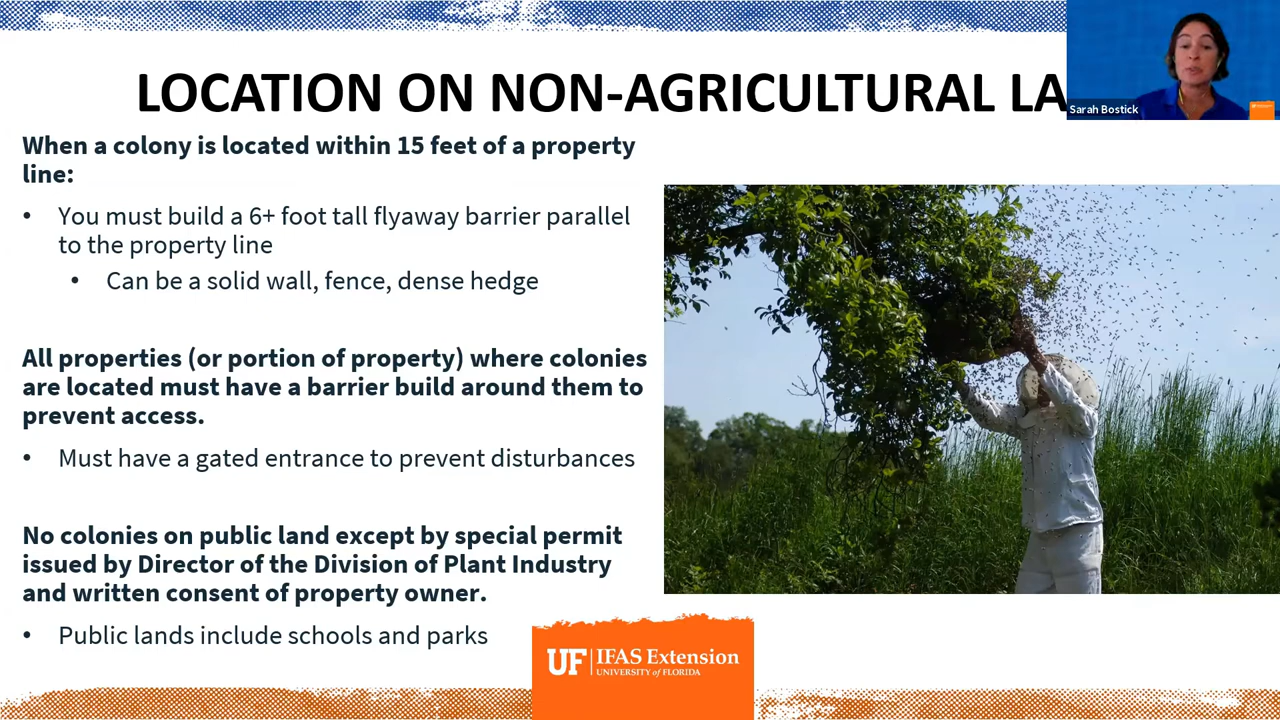 LOCATION ON NON-AGRICULTURAL LA
Sarah Bostick
When a colony is located within 15 feet of a property
line:
• You must build a 6+ foot tall flyaway barrier parallel
to the property line
• Can be a solid wall, fence, dense hedge
All properties (or portion of property) where colonies
are located must have a barrier build around them to
prevent access.
• Must have a gated entrance to prevent disturbances
No colonies on public land except by special permit
issued by Director of the Division of Plant Industry
and written consent of property owner.
• Public lands include schools and parks
UF IFAS Extension
UNIVERSITY of FLORIDA